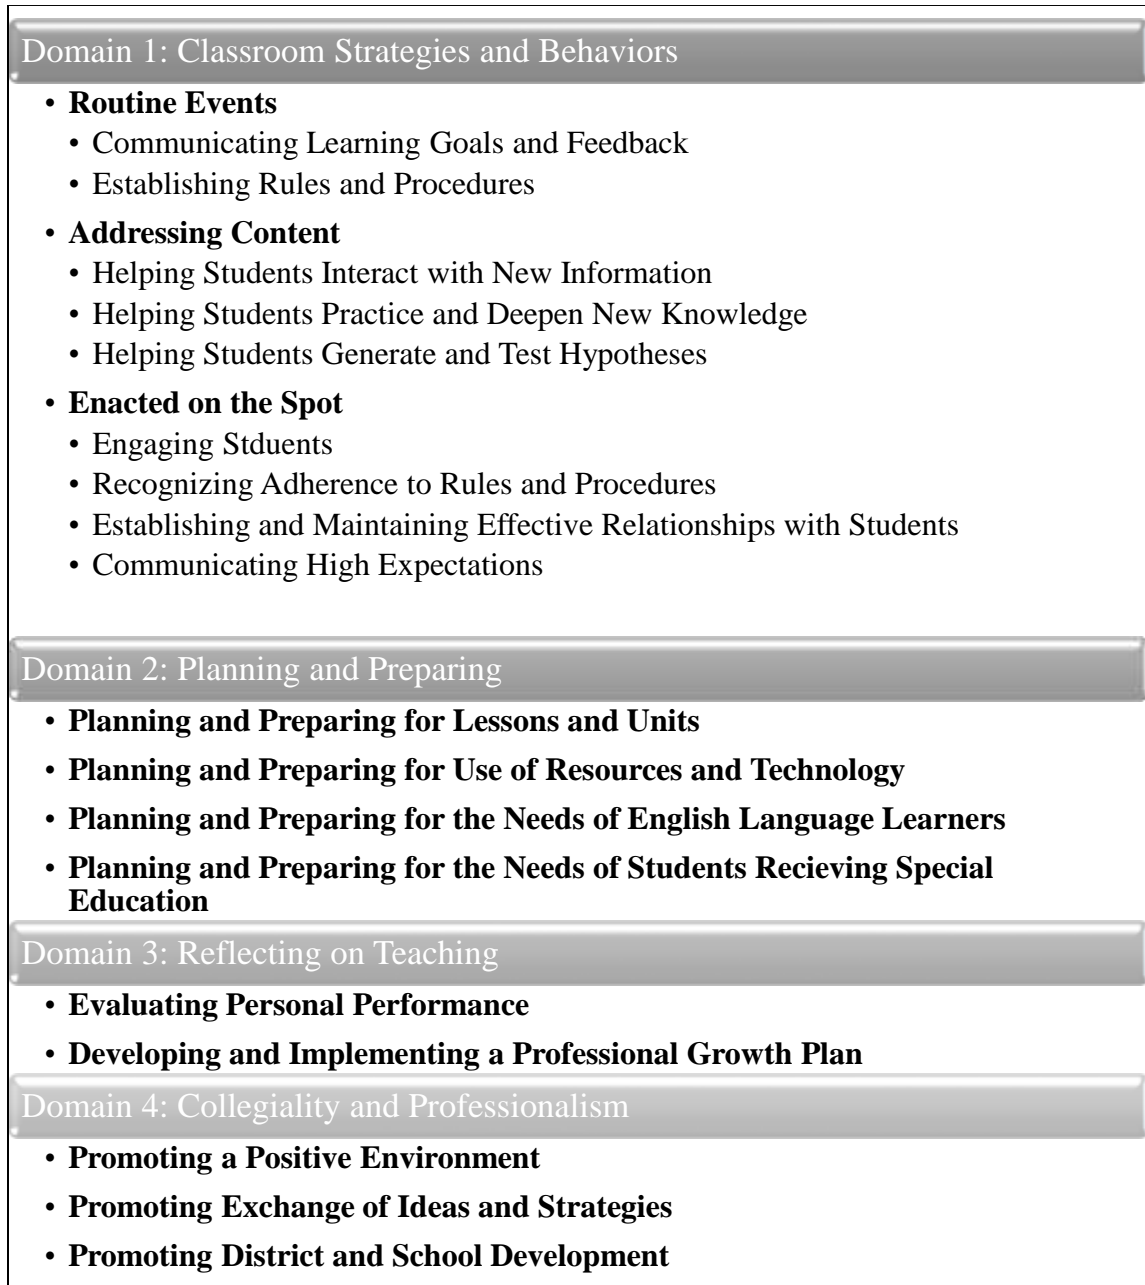 Domain 1: Classroom Strategies and Behaviors
• Routine Events
• Communicating Learning Goals and Feedback
• Establishing Rules and Procedures
• Addressing Content
• Helping Students Interact with New Information
• Helping Students Practice and Deepen New Knowledge
• Helping Students Generate and Test Hypotheses
• Enacted on the Spot
• Engaging Stduents
• Recognizing Adherence to Rules and Procedures
• Establishing and Maintaining Effective Relationships with Students
• Communicating High Expectations
Domain 2: Planning and Preparing
• Planning and Preparing for Lessons and Units
• Planning and Preparing for Use of Resources and Technology
• Planning and Preparing for the Needs of English Language Learners
• Planning and Preparing for the Needs of Students Recieving Special
Education
Domain 3: Reflecting on Teaching
• Evaluating Personal Performance
• Developing and Implementing a Professional Growth Plan
Domain 4: Collegiality and Professionalism
• Promoting a Positive Environment
• Promoting Exchange of Ideas and Strategies
• Promoting District and School Development